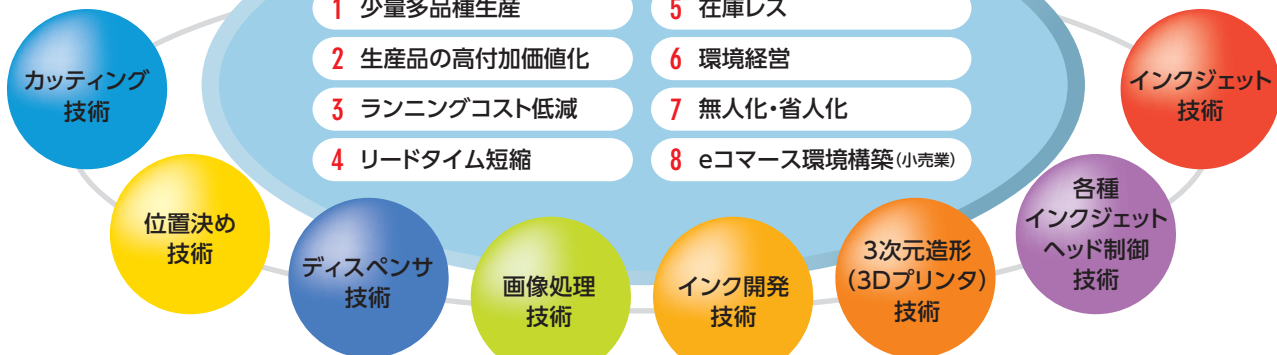 1 少量多品種生産
2 生産品の高付加価値化
3 ランニングコスト低減
4 リードタイム短縮
5 在庫レス
6 環境経営
7 無人化・省人化
8 eコマース環境構築(小売業)
カッティング
技術
位置決め
技術
ディスペンサ
技術
画像処理
技術
インク開発
技術
3次元造形
(3Dプリンタ)
技術
各種
インクジェット
ヘッド制御
技術
インクジェット
技術